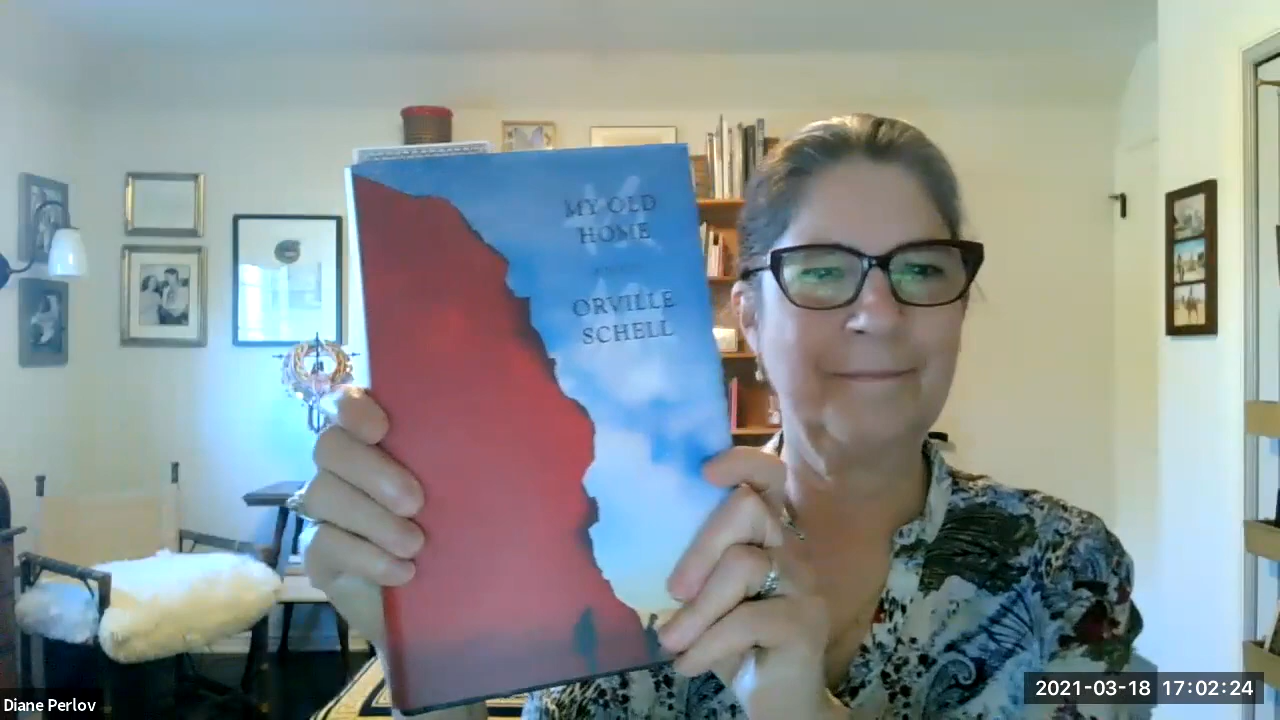 MY OLD
HOME
ORVILLE
SCHELL
Diane Perlov
2021-03-18 17:02:24